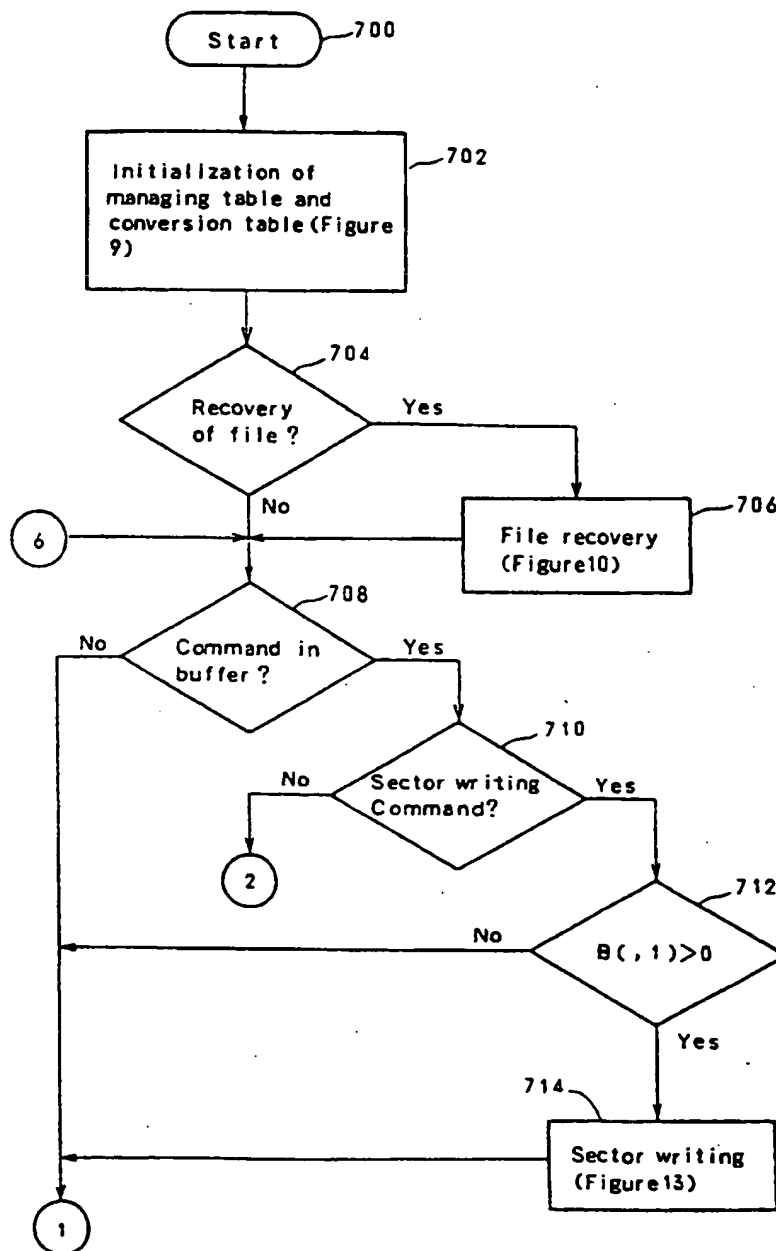 Start
700
702
Initialization of
managing table and
conversion table(Figure
9)
704
Recovery
of file?
Yes
No
706
File recovery
(Figure10)
6
708
No
Command in
buffer?
Yes
710
No
Sector writing
Command?
Yes
2
712
No
B(,1)>0
Yes
714
Sector writing
(Figure13)
1